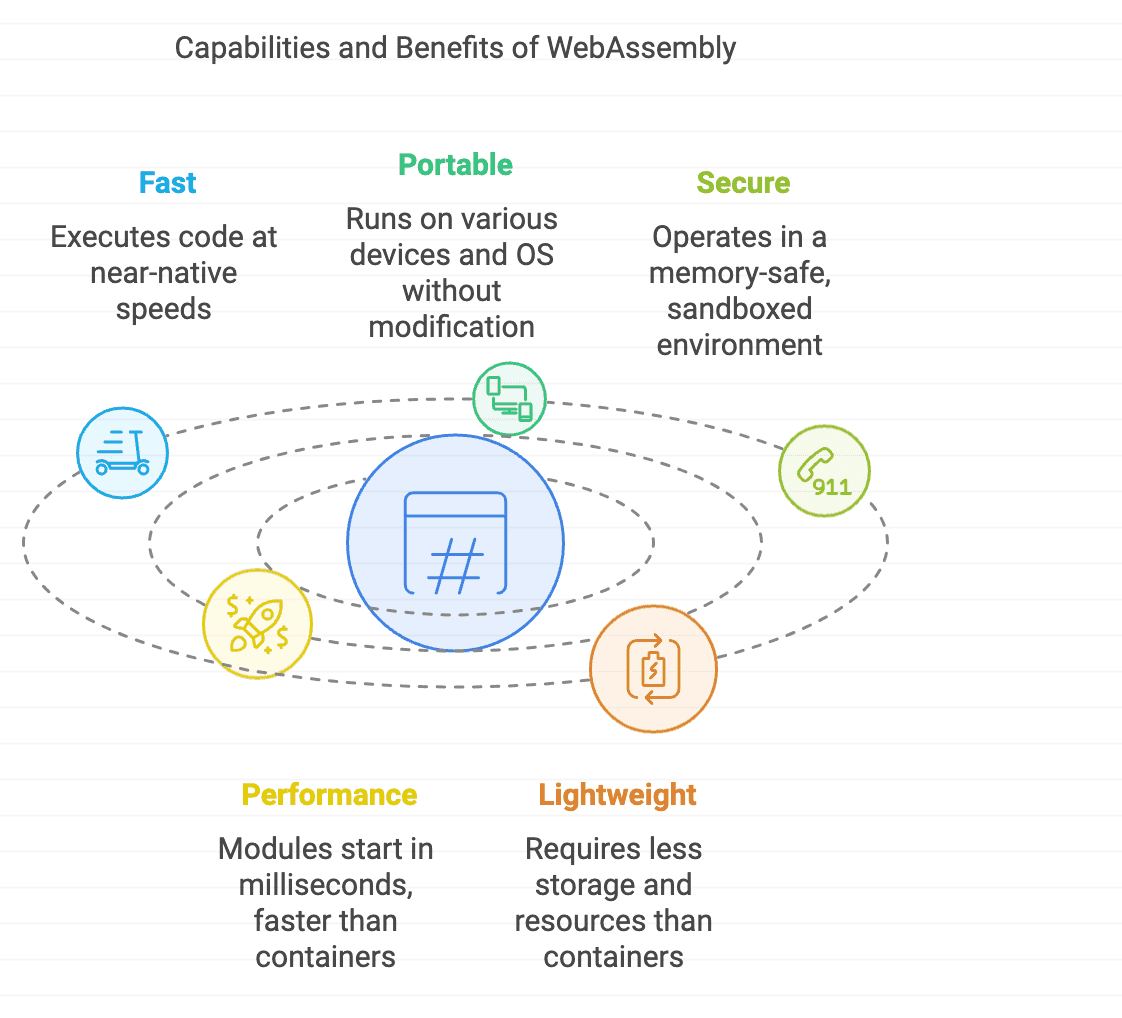 Capabilities and Benefits of WebAssembly
Fast
Executes code at
near-native
speeds
Portable
Runs on various
devices and OS
without
modification
Secure
Operates in a
memory-safe,
sandboxed
environment
#
911
$
$
Performance
Modules start in
milliseconds,
faster than
containers
Lightweight
Requires less
storage and
resources than
containers